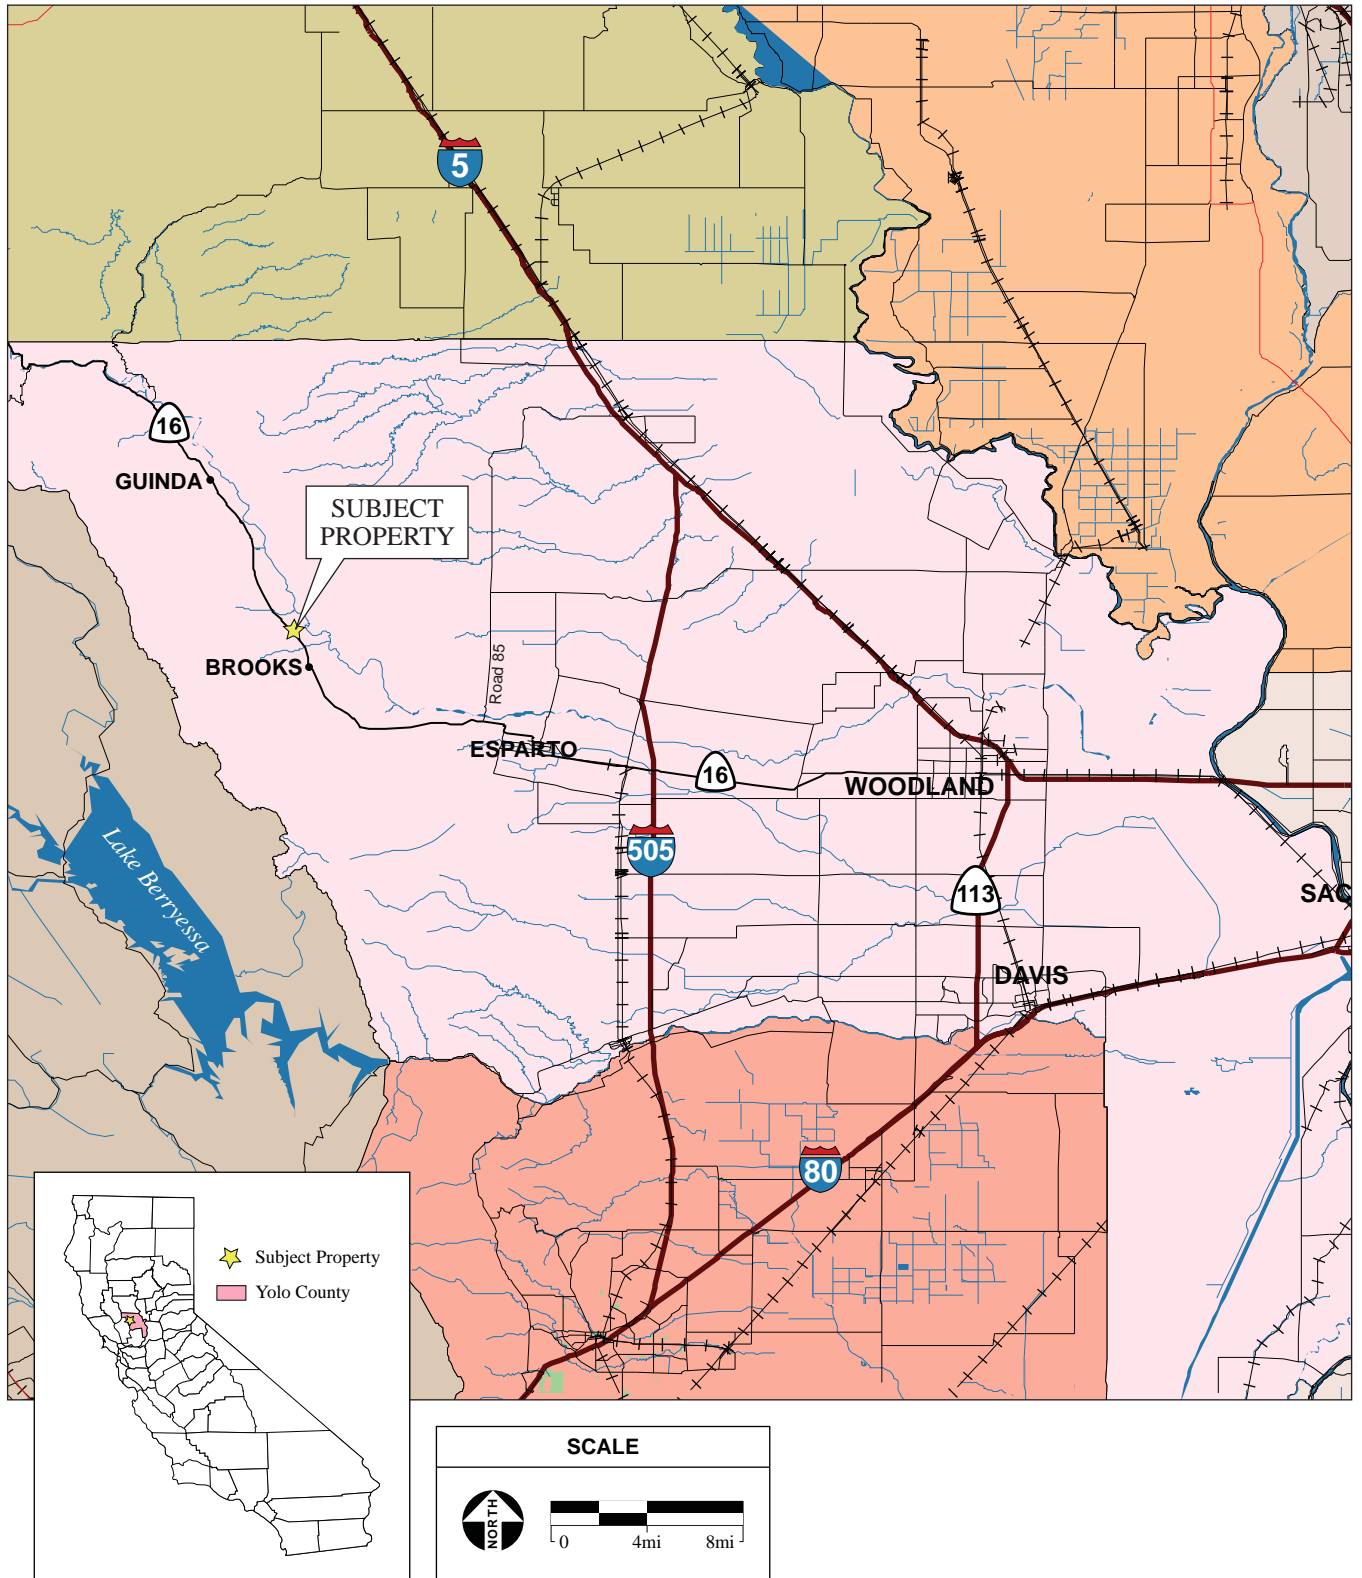 5
16
GUINDA
SUBJECT
PROPERTY
BROOKS
Road 85
ESPARTO
16
WOODLAND
Lake Berryessa
505
113
SAC
DAVIS
80
Subject Property
Yolo County
SCALE
NORTH
0 4mi 8mi